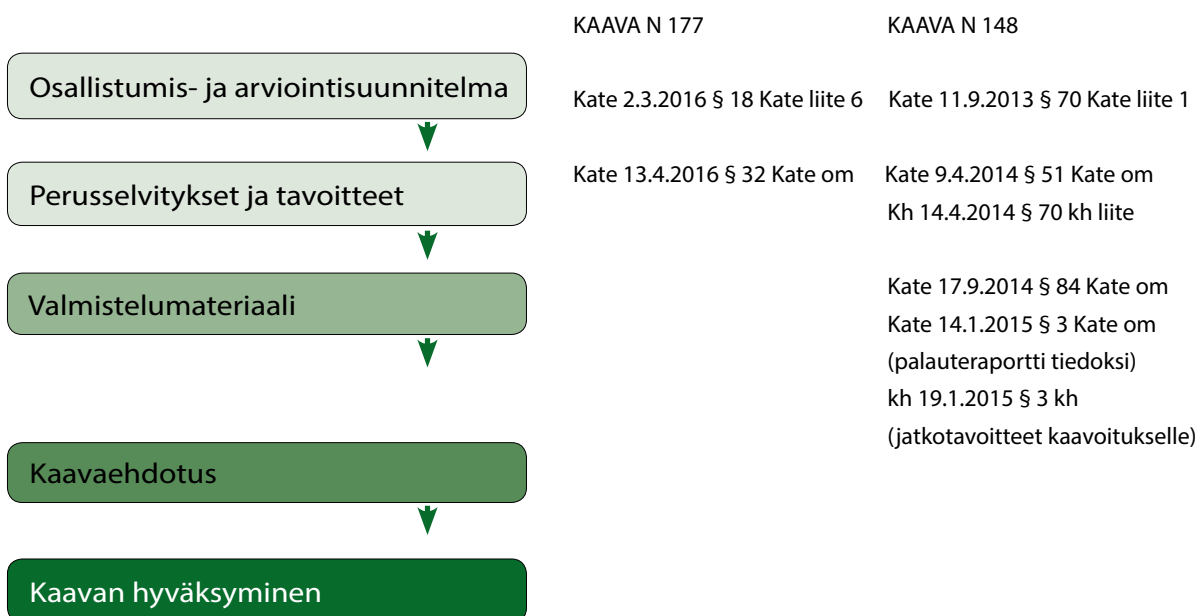 KAAVA N 177
KAAVA N 148
Osallistumis- ja arviointisuunnitelma
Kate 2.3.2016 § 18 Kate liite 6
Kate 11.9.2013 § 70 Kate liite 1
Perusselvitykset ja tavoitteet
Kate 13.4.2016 § 32 Kate om
Kate 9.4.2014 § 51 Kate om
Kh 14.4.2014 § 70 kh liite
Valmistelumateriaali
Kate 17.9.2014 § 84 Kate om
Kate 14.1.2015 § 3 Kate om
(palauteraportti tiedoksi)
kh 19.1.2015 § 3 kh
(jatkotavoitteet kaavoitukselle)
Kaavaehdotus
Kaavan hyväksyminen